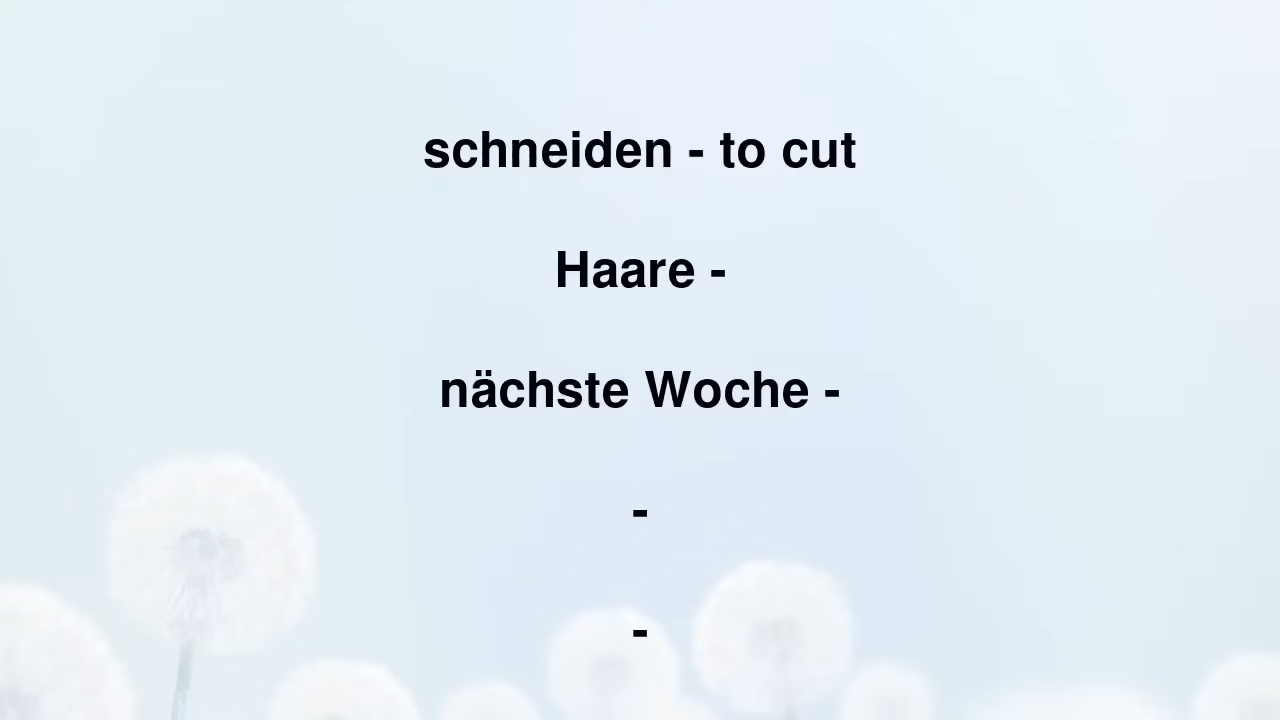 schneiden - to cut
Haare -
nächste Woche -
-
-